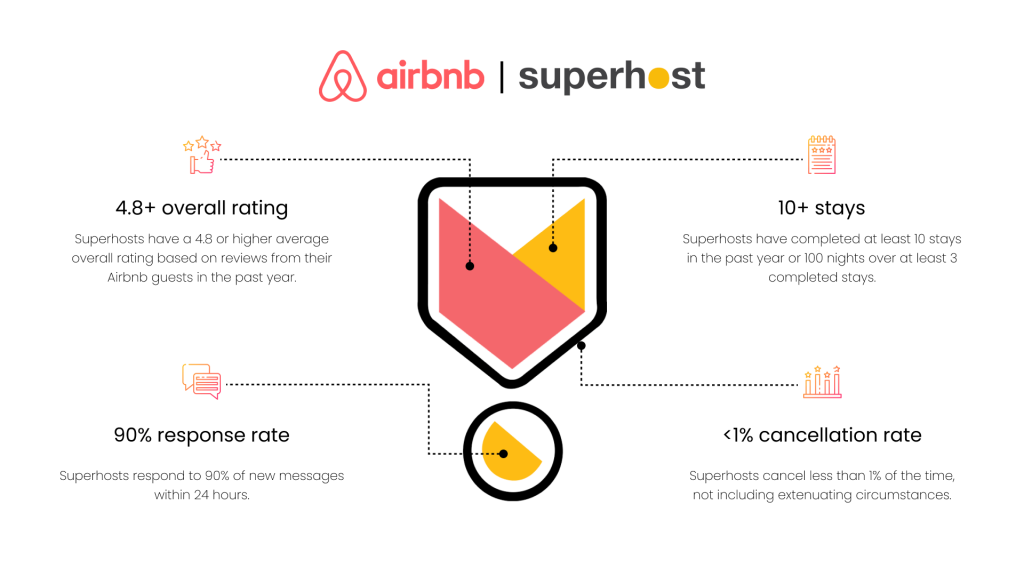 airbnb | superhost
4.8+ overall rating
Superhosts have a 4.8 or higher average
overall rating based on reviews from their
Airbnb guests in the past year.
10+ stays
Superhosts have completed at least 10 stays
in the past year or 100 nights over at least 3
completed stays.
90% response rate
Superhosts respond to 90% of new messages
within 24 hours.
<1% cancellation rate
Superhosts cancel less than 1% of the time,
not including extenuating circumstances.